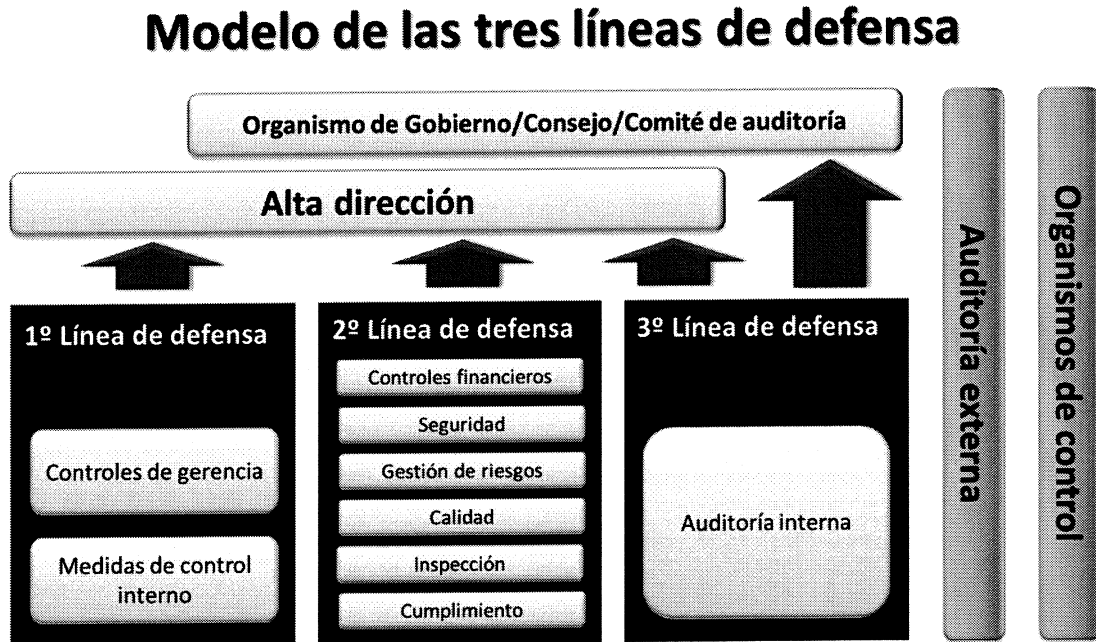 Modelo de las tres líneas de defensa
Organismo de Gobierno/Consejo/Comité de auditoría
Alta dirección
1º Línea de defensa
Controles de gerencia
Medidas de control
interno
2º Línea de defensa
Controles financieros
Seguridad
Gestión de riesgos
Calidad
Inspección
Cumplimiento
3º Línea de defensa
Auditoría interna
Auditoría externa
Organismos de control